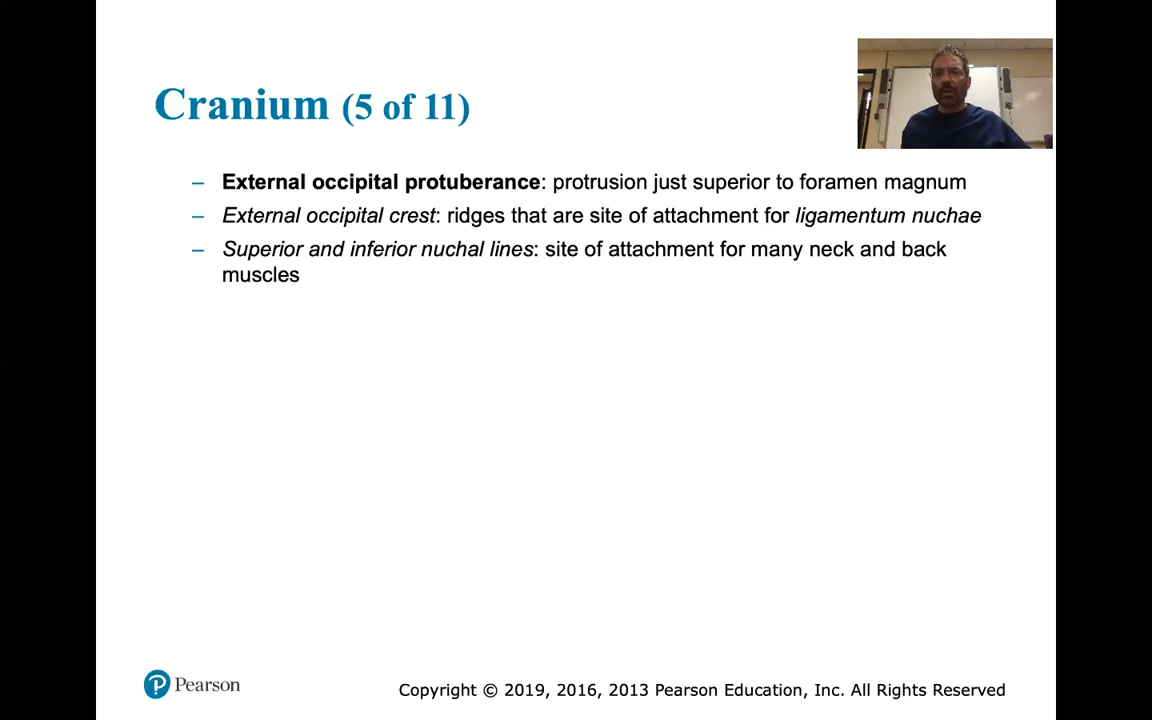 Cranium (5 of 11)
– External occipital protuberance: protrusion just superior to foramen magnum
– External occipital crest: ridges that are site of attachment for ligamentum nuchae
– Superior and inferior nuchal lines: site of attachment for many neck and back
muscles
P Pearson
Copyright © 2019, 2016, 2013 Pearson Education, Inc. All Rights Reserved